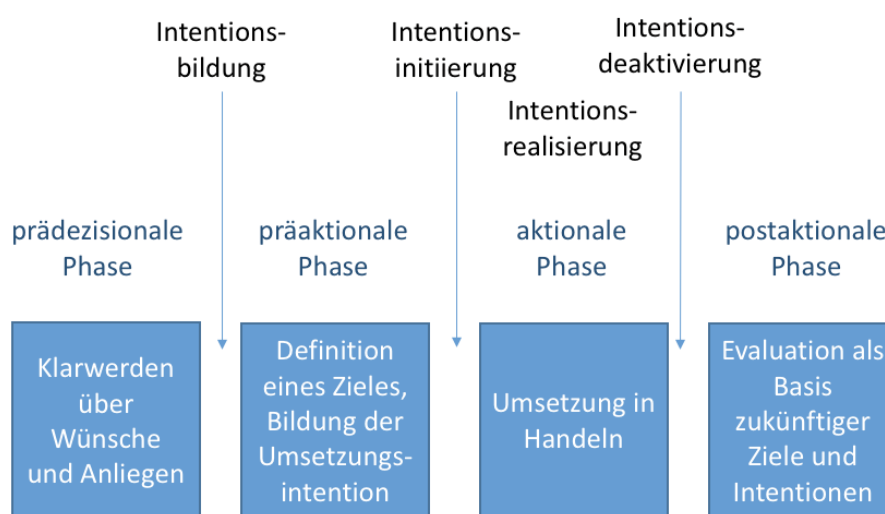 Intentions-
bildung
Intentions-
initiierung
Intentions-
deaktivierung
Intentions-
realisierung
prädezisionale
Phase
präaktionale
Phase
aktionale
Phase
postaktionale
Phase
Klarwerden
über
Wünsche
und Anliegen
Definition
eines Zieles,
Bildung der
Umsetzungs-
intention
Umsetzung in
Handeln
Evaluation als
Basis
zukünftiger
Ziele und
Intentionen